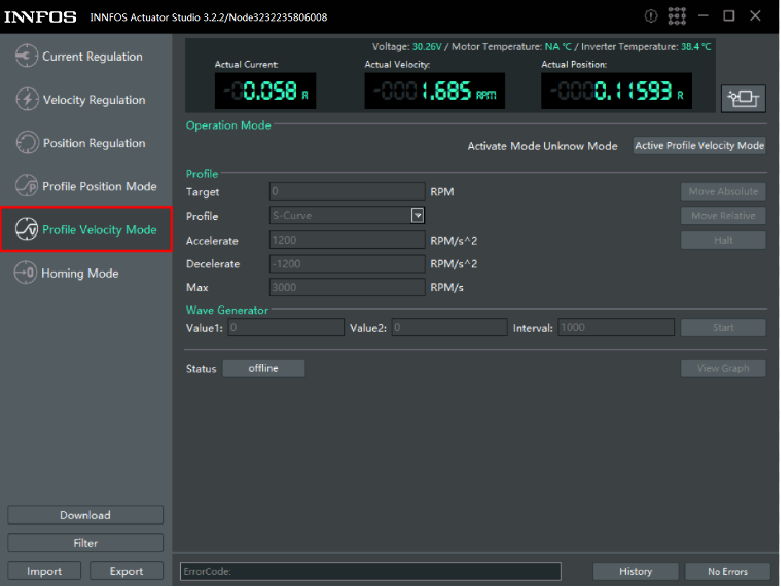 INNFOS INNFOS Actuator Studio 3.2.2/Node3232235806008
Current Regulation
Velocity Regulation
Position Regulation
Profile Position Mode
Profile Velocity Mode
Homing Mode
Download
Filter
Import Export
Voltage: 30.26V / Motor Temperature: NA. °C / Inverter Temperature: 38.4 °C
Actual Current: Actual Velocity: Actual Position:
-00.058 A -0001.685 RPM -0000.11593 R
Operation Mode
Activate Mode Unknow Mode Active Profile Velocity Mode
Profile
Target 0 RPM Move Absolute
Profile S-Curve Move Relative
Accelerate 1200 RPM/s^2 Halt
Decelerate -1200 RPM/s^2
Max 3000 RPM/s
Wave Generator
Value1: 0 Value2: 0 Interval: 1000 Start
Status offline View Graph
ErrorCode: History No Errors